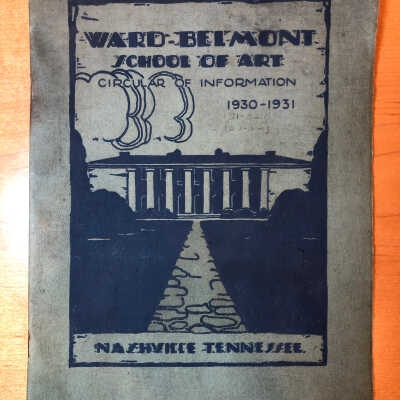 WARD-BELMONT
SCHOOL OF ART
CIRCULAR OF INFORMATION
1930-1931
NASHVILLE TENNESSEE